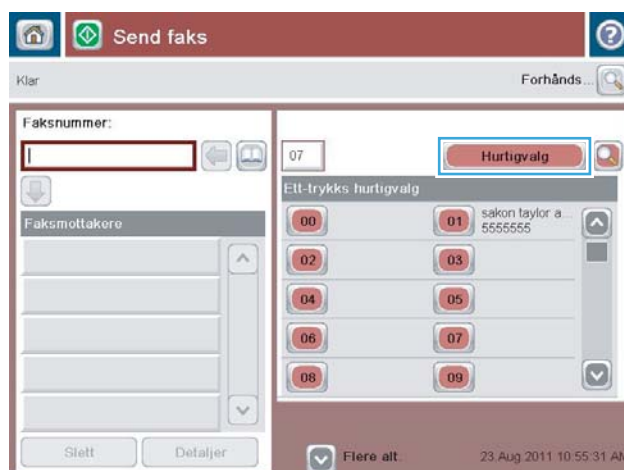 Send faks
Klar
Forhånds...
Faksnummer:
07
Hurtigvalg
Ett-trykks hurtigvalg
Faksmottakere
00
01
sakon taylor a...
5555555
02
03
04
05
06
07
08
09
Slett
Detaljer
Flere alt.
23 Aug 2011 10:55:31 AM